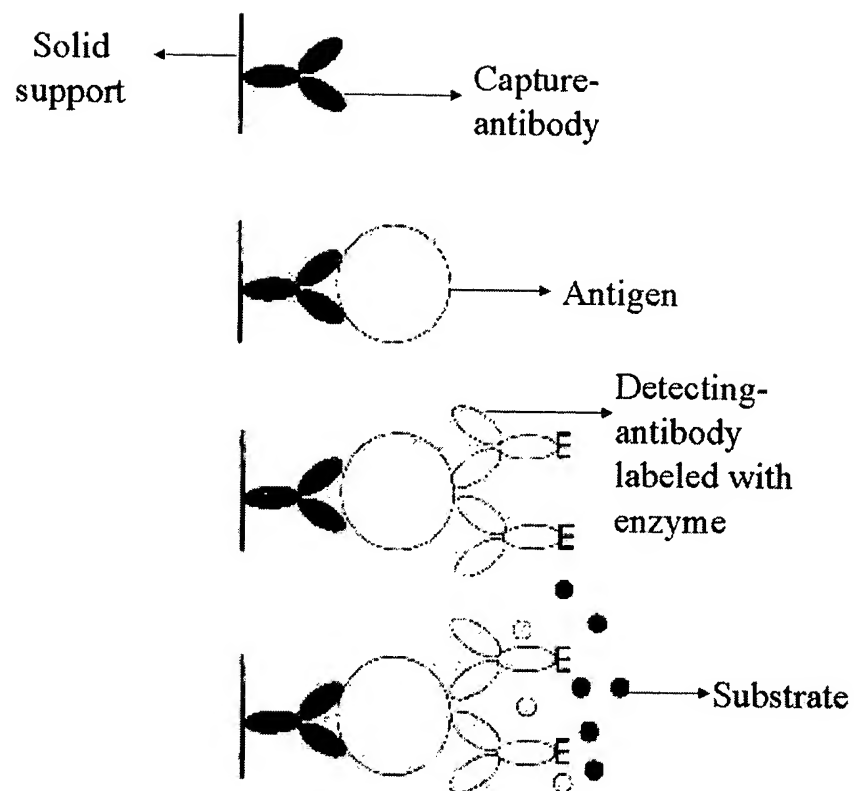 Solid
support
Capture-
antibody
Antigen
Detecting-
antibody
labeled with
enzyme
E
E
E
Substrate
E